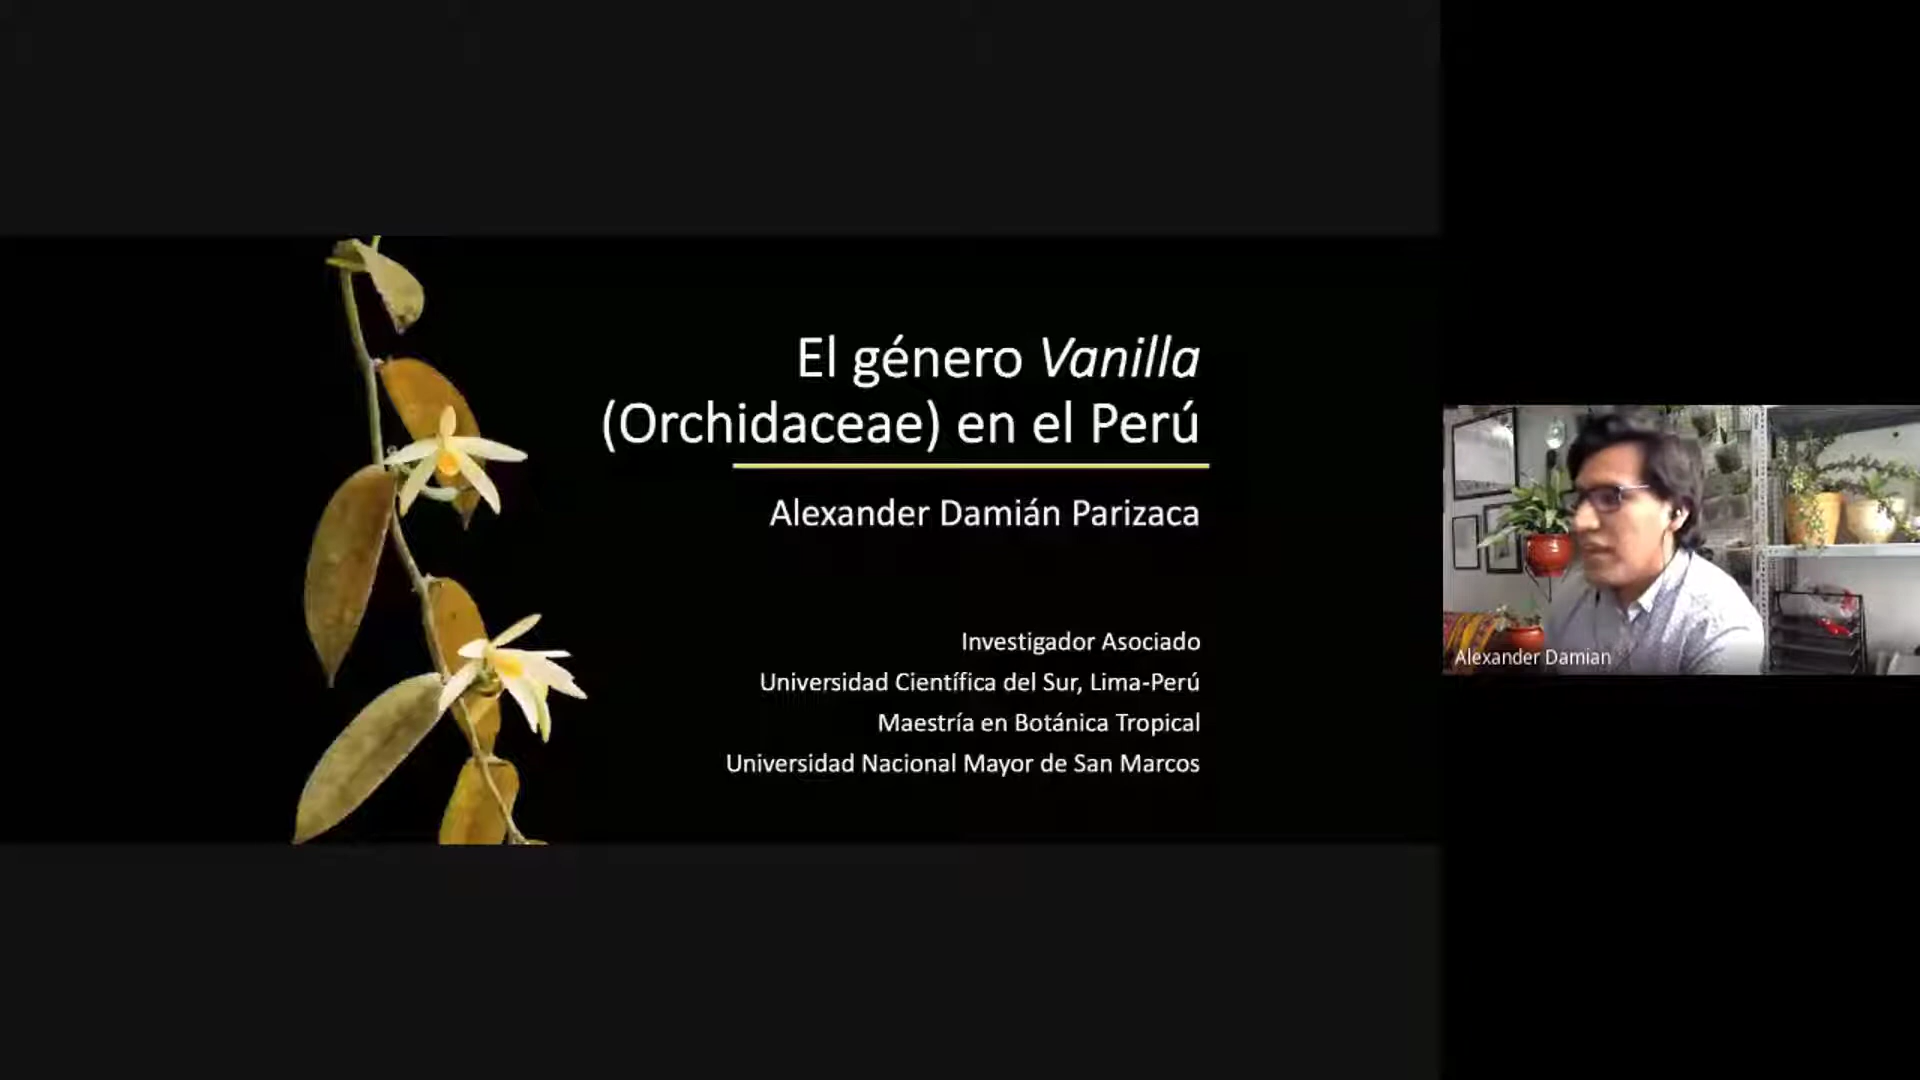 El género Vanilla
(Orchidaceae) en el Perú
Alexander Damián Parizaca
Investigador Asociado
Universidad Científica del Sur, Lima-Perú
Maestría en Botánica Tropical
Universidad Nacional Mayor de San Marcos
Alexander Damian